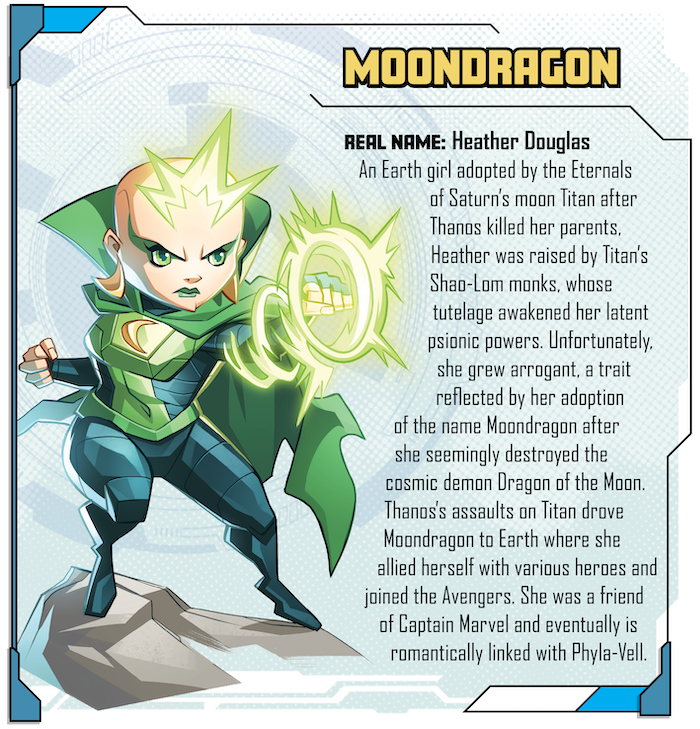 MOONDRAGON
REAL NAME: Heather Douglas
An Earth girl adopted by the Eternals
of Saturn's moon Titan after
Thanos killed her parents,
Heather was raised by Titan's
Shao-Lom monks, whose
tutelage awakened her latent
psionic powers. Unfortunately,
she grew arrogant, a trait
reflected by her adoption
of the name Moondragon after
she seemingly destroyed the
cosmic demon Dragon of the Moon.
Thanos's assaults on Titan drove
Moondragon to Earth where she
allied herself with various heroes and
joined the Avengers. She was a friend
of Captain Marvel and eventually is
romantically linked with Phyla-Vell.